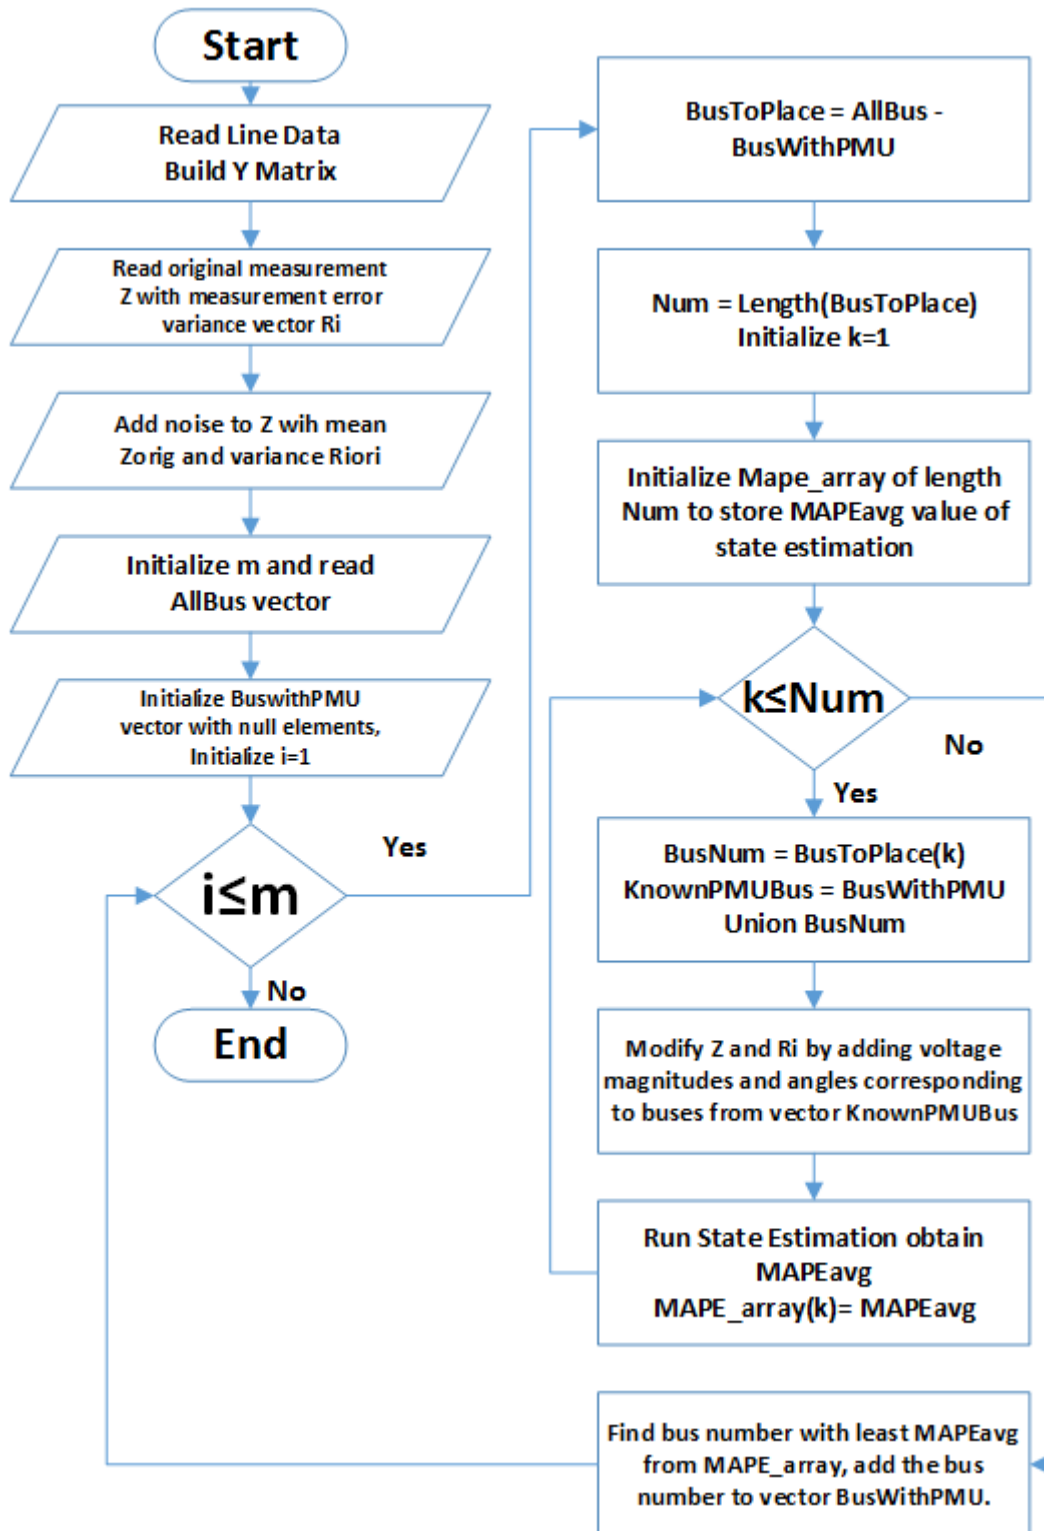 Start
Read Line Data
Build Y Matrix
Read original measurement
Z with measurement error
variance vector Ri
Add noise to Z wih mean
Zorig and variance Riori
Initialize m and read
AllBus vector
Initialize BuswithPMU
vector with null elements,
Initialize i=1
i≤m
Yes
No
End
BusToPlace = AllBus -
BusWithPMU
Num = Length(BusToPlace)
Initialize k=1
Initialize Mape_array of length
Num to store MAPEavg value of
state estimation
k≤Num
No
Yes
BusNum = BusToPlace(k)
KnownPMUBus = BusWithPMU
Union BusNum
Modify Z and Ri by adding voltage
magnitudes and angles corresponding
to buses from vector KnownPMUBus
Run State Estimation obtain
MAPEavg
MAPE_array(k)= MAPEavg
Find bus number with least MAPEavg
from MAPE_array, add the bus
number to vector BusWithPMU.